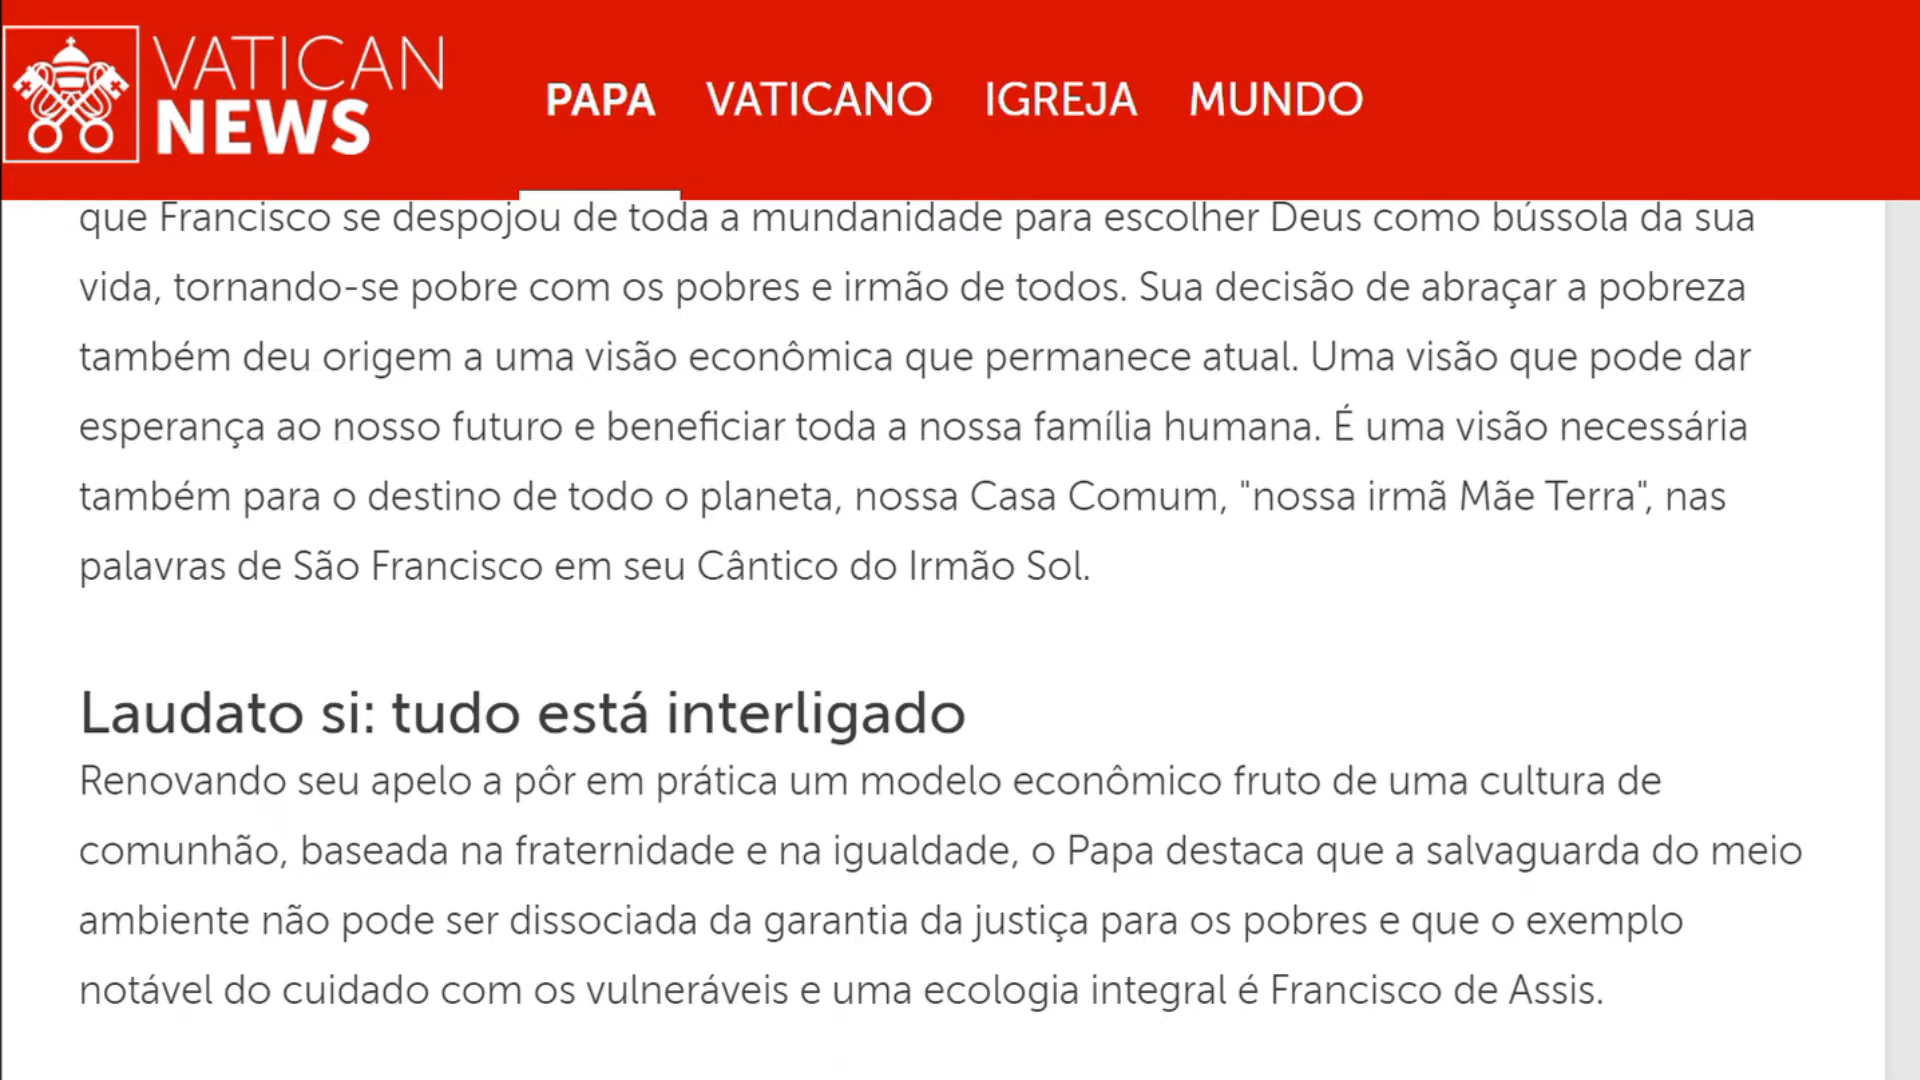 VATICAN
NEWS
PAPA VATICANO IGREJA MUNDO
que Francisco se despojou de toda a mundanidade para escolher Deus como bússola da sua
vida, tornando-se pobre com os pobres e irmão de todos. Sua decisão de abraçar a pobreza
também deu origem a uma visão econômica que permanece atual. Uma visão que pode dar
esperança ao nosso futuro e beneficiar toda a nossa família humana. É uma visão necessária
também para o destino de todo o planeta, nossa Casa Comum, "nossa irmã Mãe Terra", nas
palavras de São Francisco em seu Cântico do Irmão Sol.
Laudato si: tudo está interligado
Renovando seu apelo a pôr em prática um modelo econômico fruto de uma cultura de
comunhão, baseada na fraternidade e na igualdade, o Papa destaca que a salvaguarda do meio
ambiente não pode ser dissociada da garantia da justiça para os pobres e que o exemplo
notável do cuidado com os vulneráveis e uma ecologia integral é Francisco de Assis.